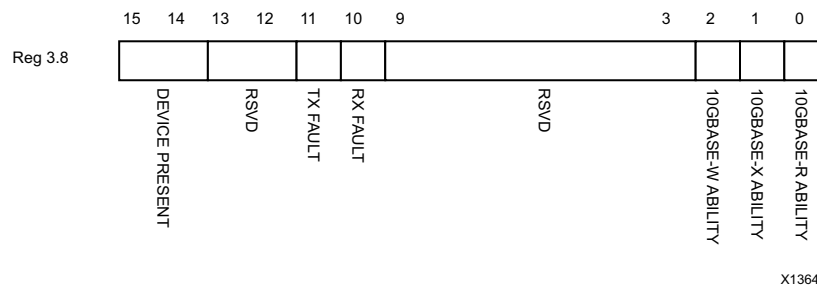 15 14 13 12 11 10 9 3 2 1 0
Reg 3.8
DEVICE PRESENT
RSVD
TX FAULT
RX FAULT
RSVD
10GBASE-W ABILITY
10GBASE-X ABILITY
10GBASE-R ABILITY
X1364